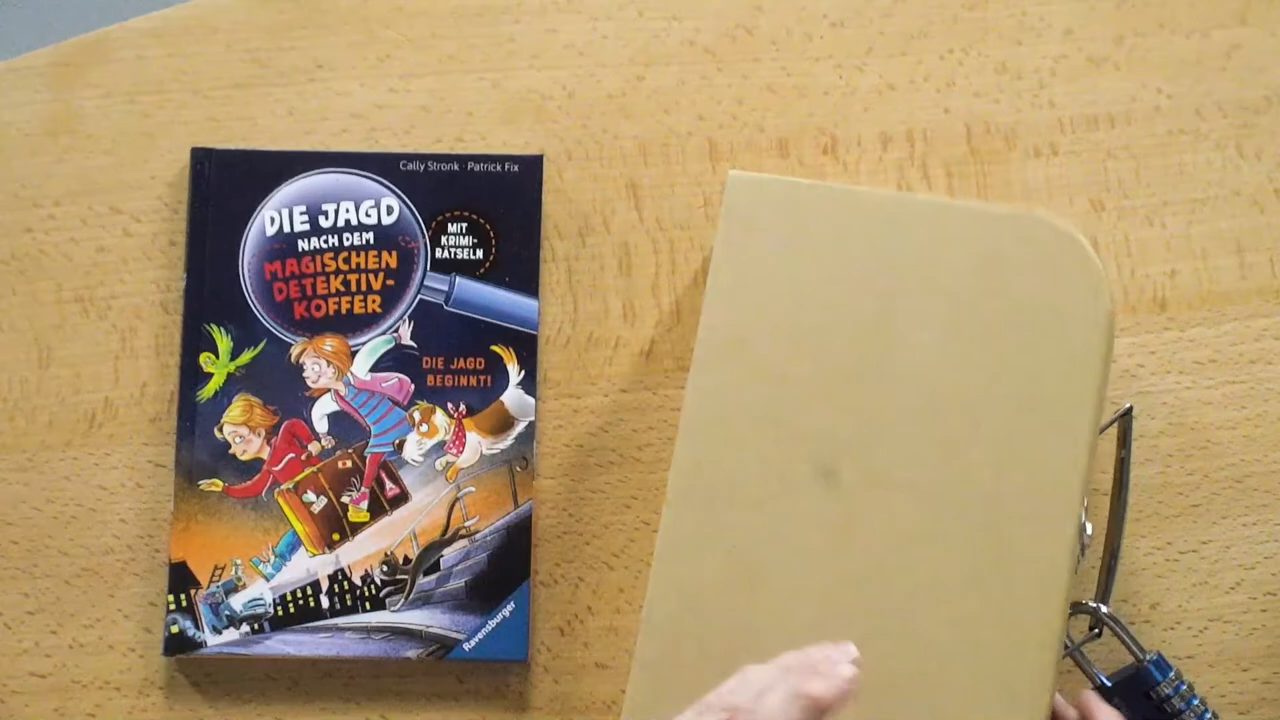 Cally Stronk · Patrick Fix
DIE JAGD
NACH DEM
MAGISCHEN
DETEKTIV-
KOFFER
MIT
KRIMI-
RÄTSELN
DIE JAGD
BEGINNT!
Ravensburger